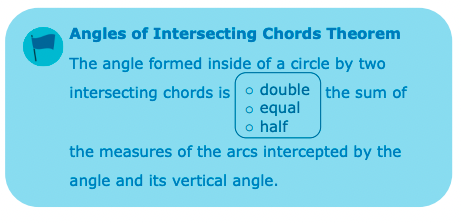 Angles of Intersecting Chords Theorem
The angle formed inside of a circle by two
intersecting chords is
double
equal
half
the sum of
the measures of the arcs intercepted by the
angle and its vertical angle.